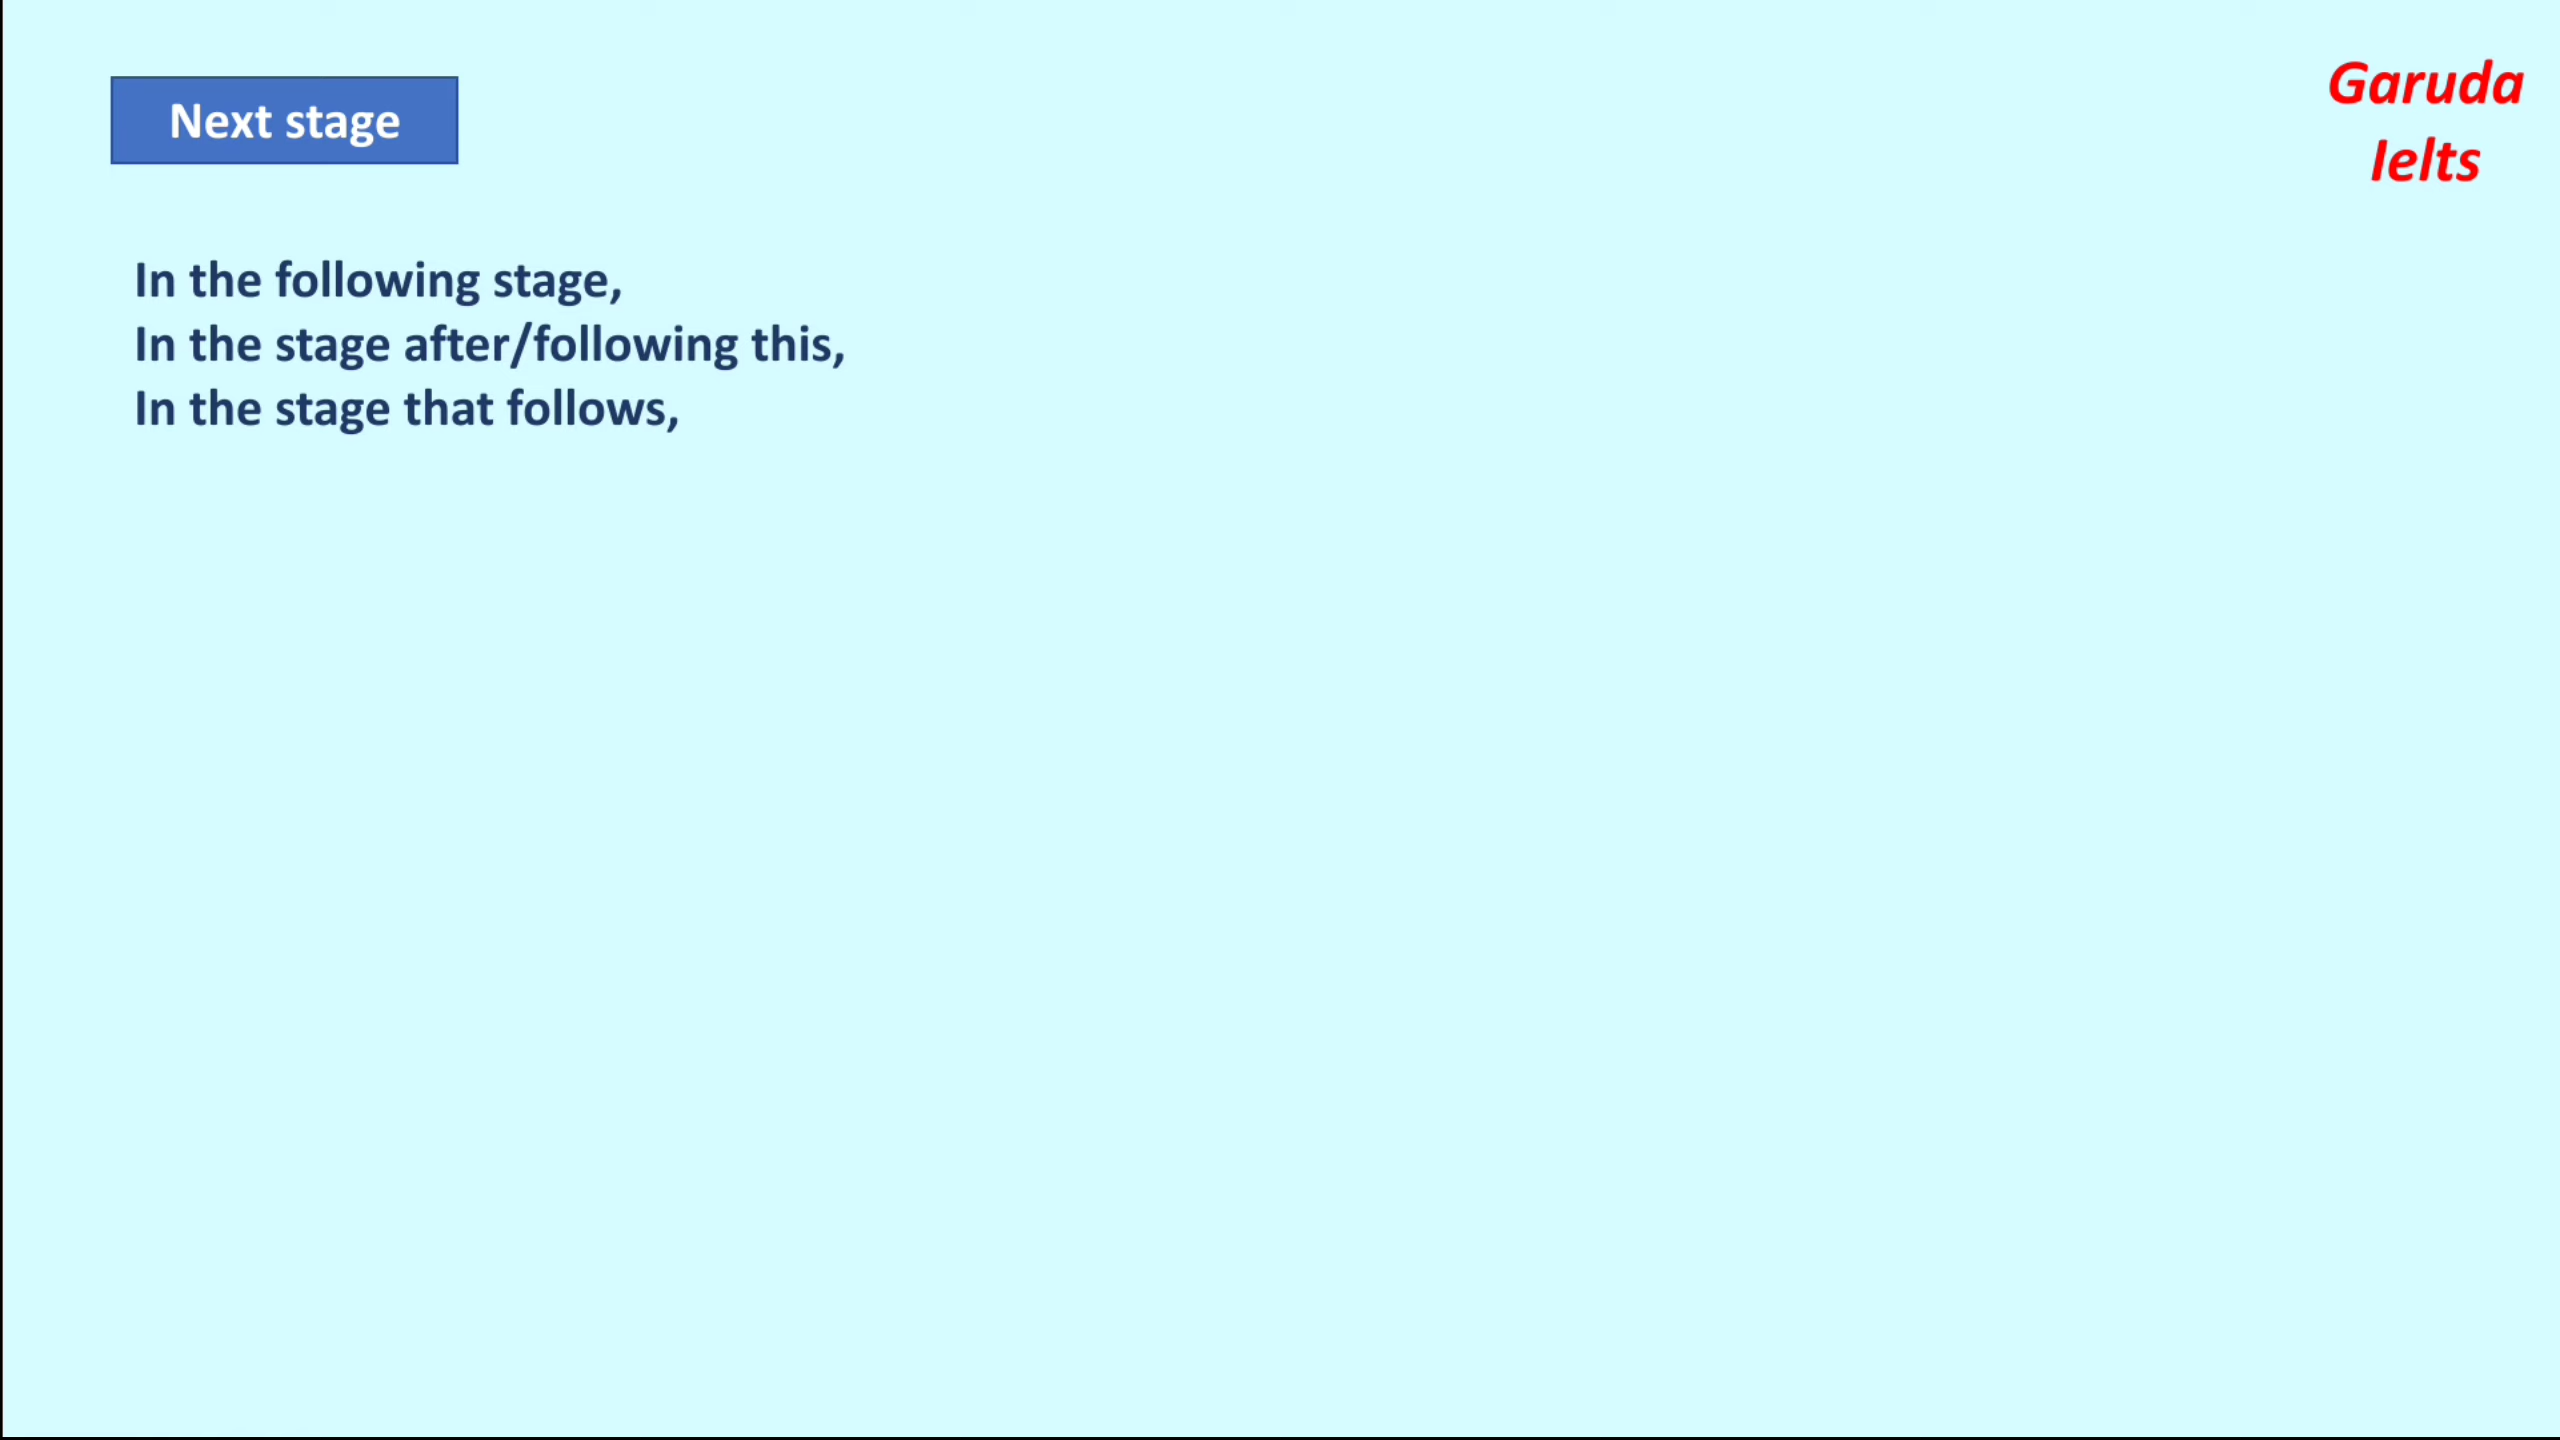 Next stage
Garuda
Ielts
In the following stage,
In the stage after/following this,
In the stage that follows,